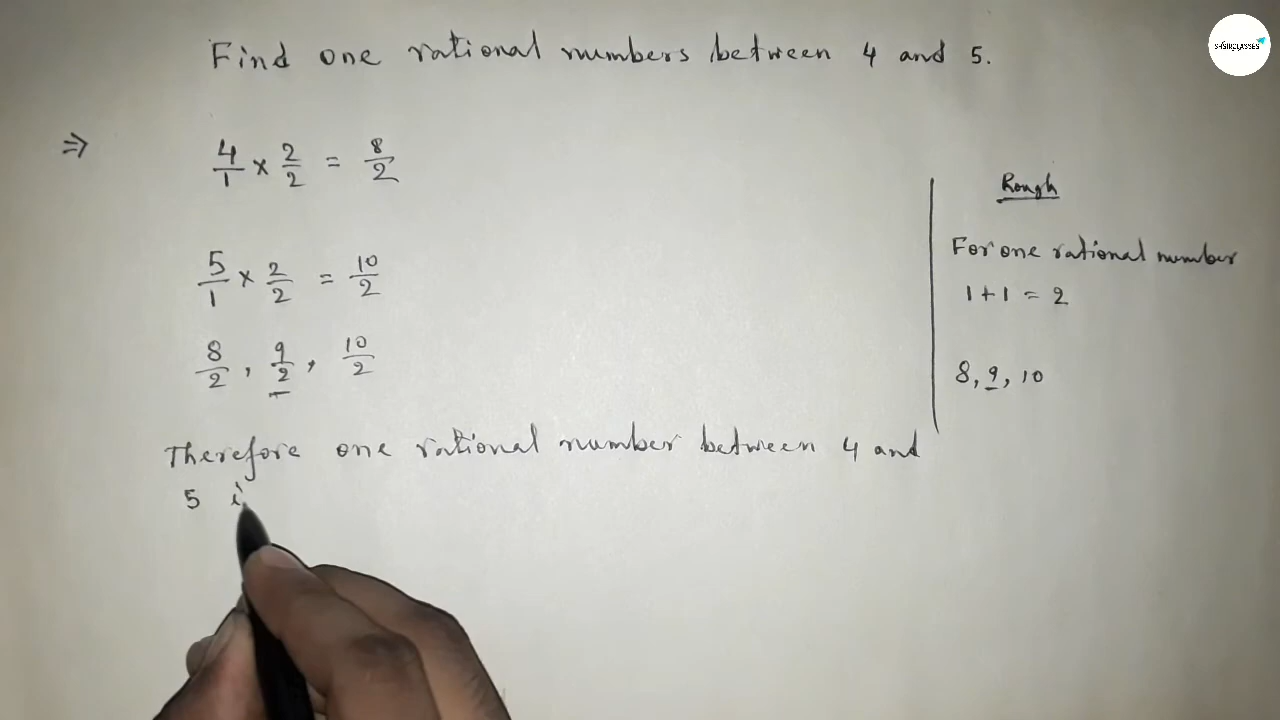 Find one rational numbers between 4 and 5.
S-HSIRCLASSES
⇒ 4/1 × 2/2 = 8/2
5/1 × 2/2 = 10/2
8/2, 9/2, 10/2
Therefore one rational number between 4 and
5 i
Rough
For one rational number
1+1 = 2
8, 9, 10